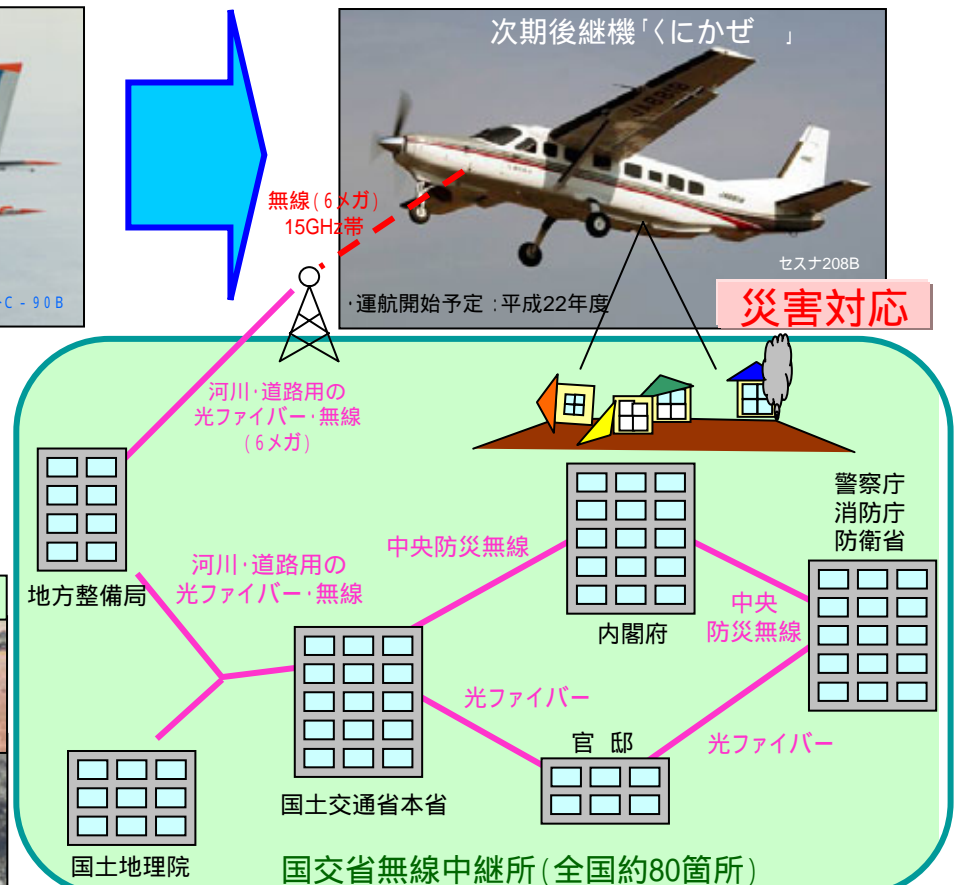 次期後継機「くにかぜ 」
無線(6メガ)
15GHz帯
C-90B
セスナ208B
・運航開始予定:平成22年度
災害対応
河川・道路用の
光ファイバー・無線
(6メガ)
警察庁
消防庁
防衛省
地方整備局
河川・道路用の
光ファイバー・無線
中央防災無線
内閣府
中央
防災無線
光ファイバー
官 邸
光ファイバー
国土交通省本省
国土地理院
国交省無線中継所(全国約80箇所)